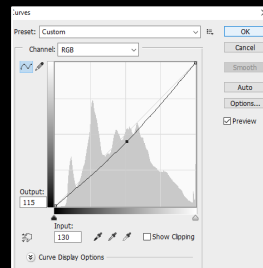 Curves
Preset: Custom
OK
Channel: RGB
Cancel
Smooth
Auto
Options...
Preview
Output:
115
Input:
130
Show Clipping
Curve Display Options